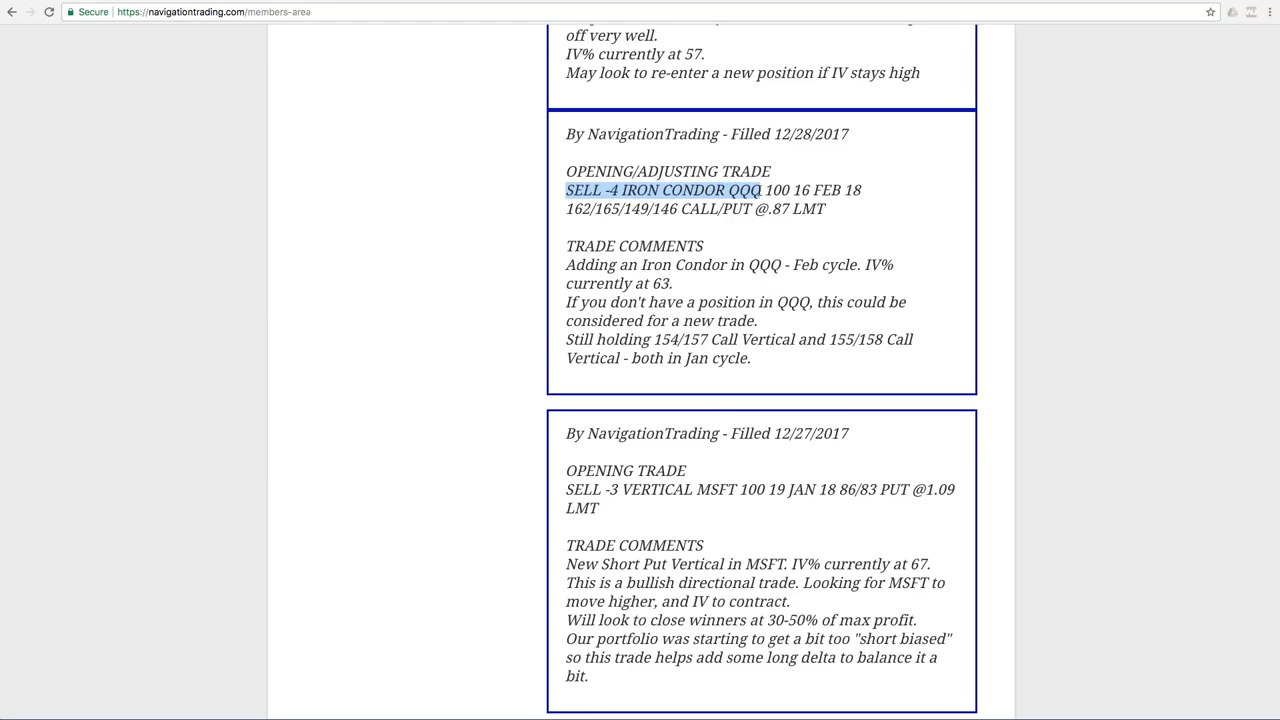 Secure
https://navigationtrading.com/members-area
off very well.
IV% currently at 57.
May look to re-enter a new position if IV stays high
By NavigationTrading - Filled 12/28/2017
OPENING/ADJUSTING TRADE
SELL -4 IRON CONDOR QQQ 100 16 FEB 18
162/165/149/146 CALL/PUT @.87 LMT
TRADE COMMENTS
Adding an Iron Condor in QQQ - Feb cycle. IV%
currently at 63.
If you don't have a position in QQQ, this could be
considered for a new trade.
Still holding 154/157 Call Vertical and 155/158 Call
Vertical - both in Jan cycle.
By NavigationTrading - Filled 12/27/2017
OPENING TRADE
SELL -3 VERTICAL MSFT 100 19 JAN 18 86/83 PUT @1.09
LMT
TRADE COMMENTS
New Short Put Vertical in MSFT. IV% currently at 67.
This is a bullish directional trade. Looking for MSFT to
move higher, and IV to contract.
Will look to close winners at 30-50% of max profit.
Our portfolio was starting to get a bit too "short biased"
so this trade helps add some long delta to balance it a
bit.